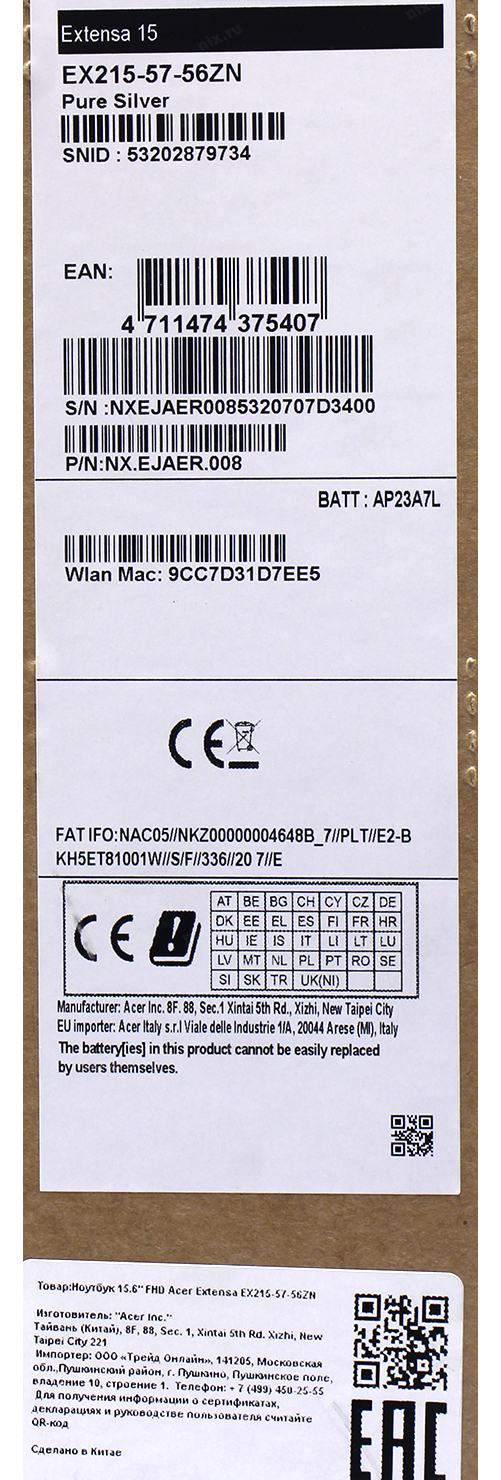 Extensa 15
nix.ru
EX215-57-56ZN
Pure Silver
SNID : 53202879734
EAN:
4 711474 375407
S/N :NXEJAER0085320707D3400
P/N:NX.EJAER.008
BATT : AP23A7L
Wlan Mac: 9CC7D31D7EE5
CE
FAT IFO:NAC05//NKZ00000004648B_7//PLT//E2-B
KH5ET81001W//S/F//336//20 7//E
CE
AT BE BG CH CY CZ DE
DK EE EL ES FI FR HR
HU IE IS IT LI LT LU
LV MT NL PL PT RO SE
SI SK TR UK(NI)
Manufacturer: Acer Inc. 8F. 88, Sec.1 Xintai 5th Rd., Xizhi, New Taipei City
EU importer: Acer Italy s.r.l Viale delle Industrie 1/A, 20044 Arese (MI), Italy
The battery[ies] in this product cannot be easily replaced
by users themselves.
Товар:Ноутбук 15.6" FHD Acer Extensa EX215-57-56ZN
Изготовитель: "Acer Inc."
Тайвань (Китай), 8F, 88, Sec. 1, Xintai 5th Rd. Xizhi, New
Taipei City 221
Импортер: ООО «Трейд Онлайн», 141205, Московская
обл.,Пушкинский район, г. Пушкино, Пушкинское поле,
владение 10, строение 1. Телефон: + 7 (499) 450-25-55
Для получения информации о сертификатах,
декларациях и руководстве пользователя считайте
QR-код
Сделано в Китае
EAC